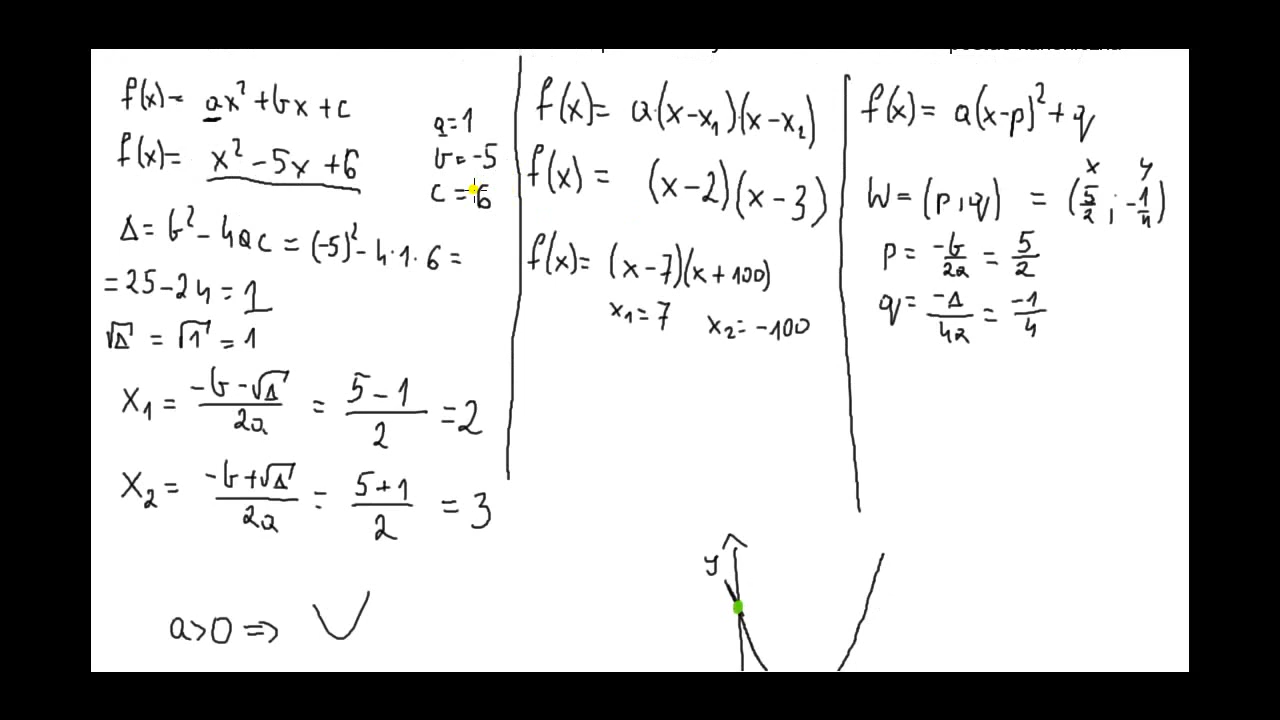 f(x)= ax²+bx+c
f(x)= x²-5x+6
a=1
b=-5
c=6
Δ= b²-4ac = (-5)²-4·1·6 =
= 25-24 = 1
√Δ = √1 = 1
x₁ = (-b-√Δ)/2a = (5-1)/2 = 2
x₂ = (-b+√Δ)/2a = (5+1)/2 = 3
a>0 ⇒
f(x)= a·(x-x₁)(x-x₂)
f(x) = (x-2)(x-3)
f(x)= (x-7)(x+100)
x₁=7 x₂=-100
f(x)= a(x-p)²+q
x y
W=(p,q) = (5/2; -1/4)
p= -b/2a = 5/2
q= -Δ/4a = -1/4
y